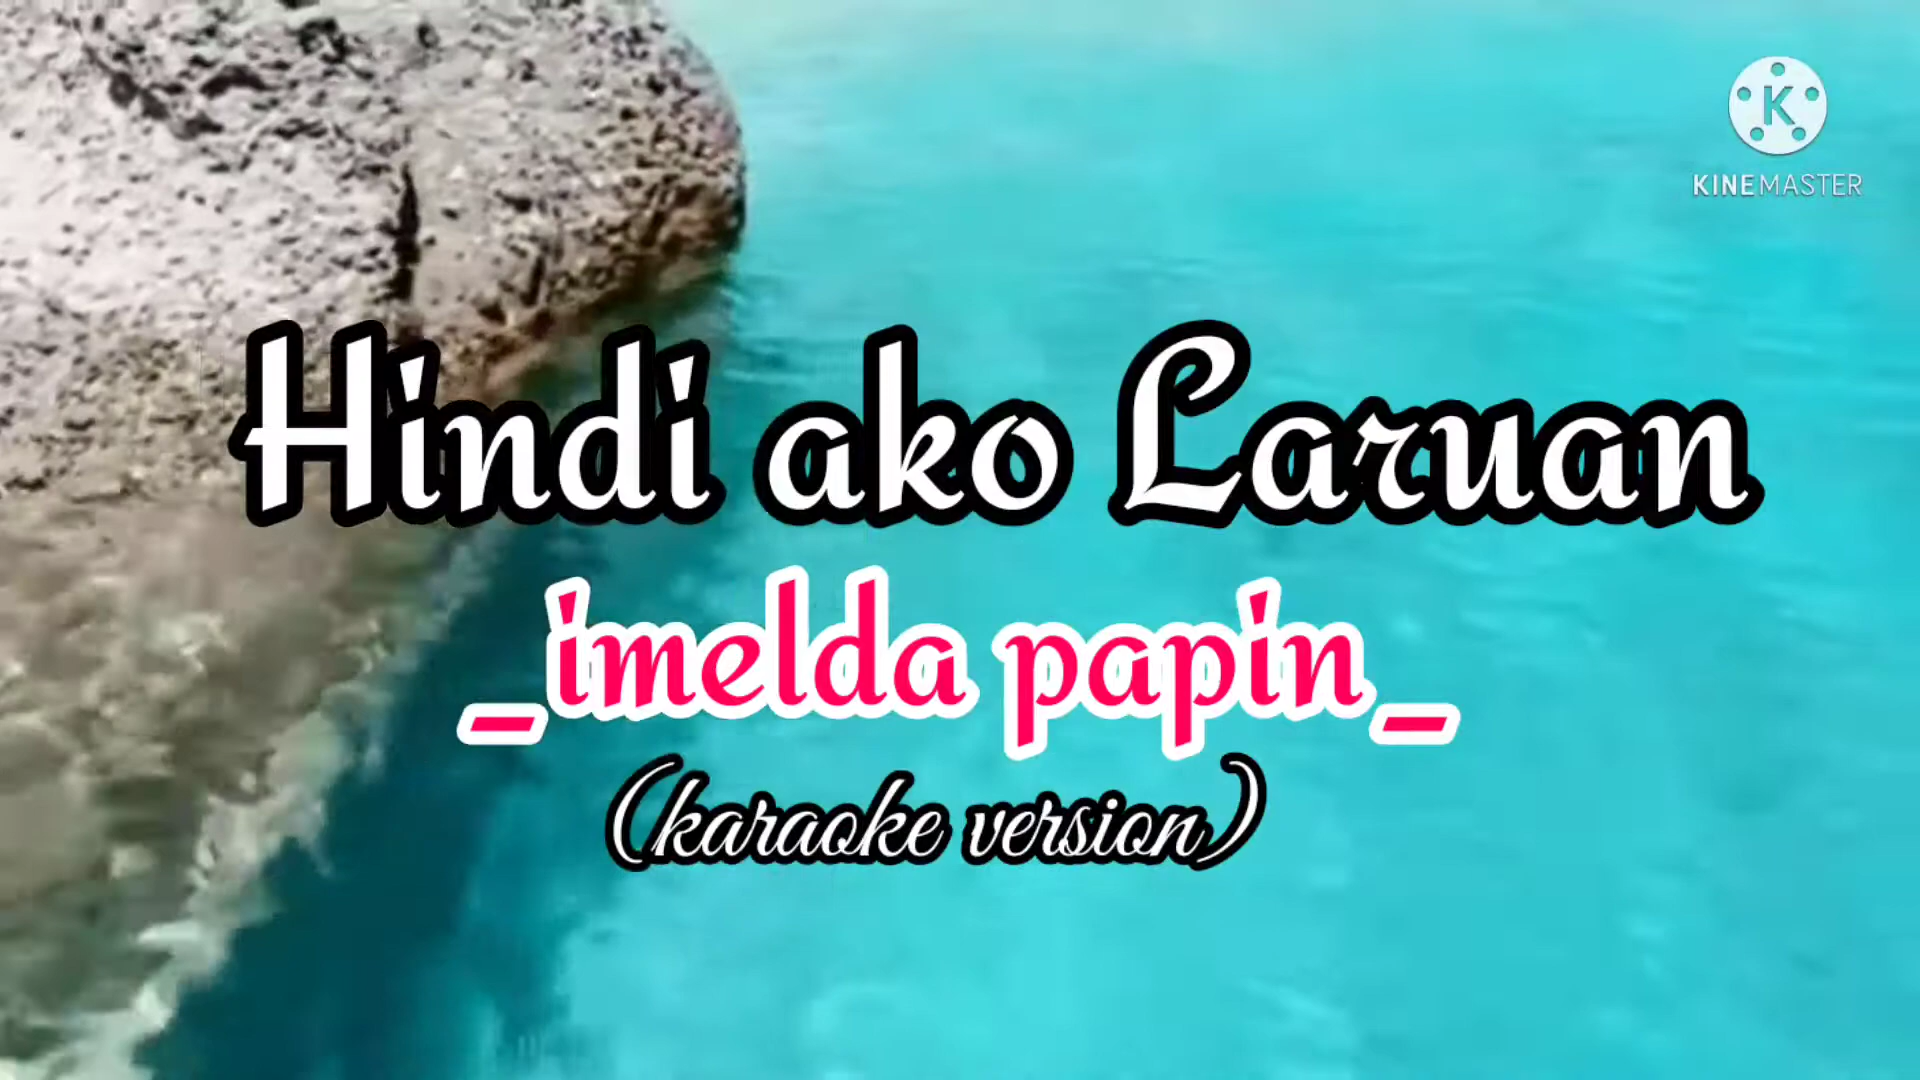 K
KINEMASTER
Hindi ako Laruan
_imelda papin_
(karaoke version)